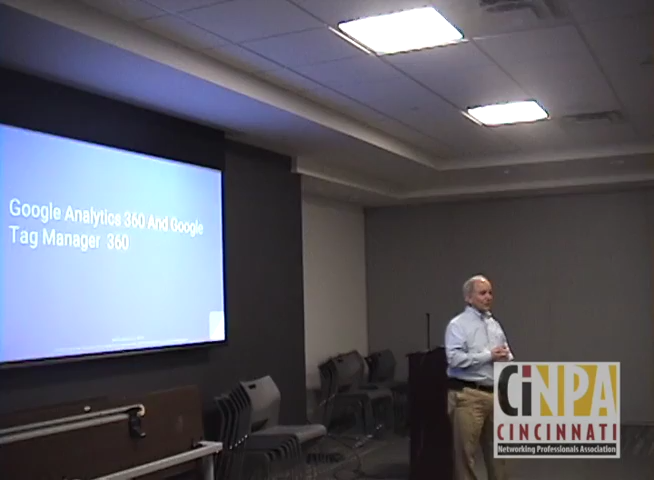 Google Analytics 360 And Google
Tag Manager 360
CiNPA
CINCINNATI
Networking Professionals Association